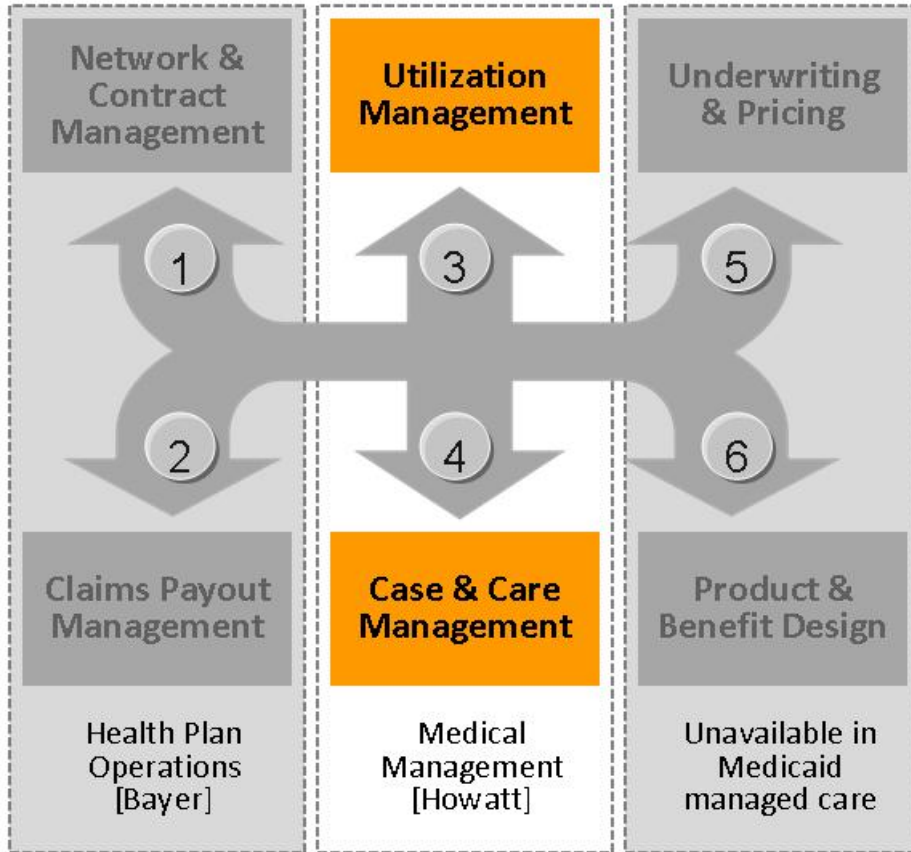 Network &
Contract
Management
Utilization
Management
Underwriting
& Pricing
1
3
5
2
4
6
Claims Payout
Management
Case & Care
Management
Product &
Benefit Design
Health Plan
Operations
[Bayer]
Medical
Management
[Howatt]
Unavailable in
Medicaid
managed care